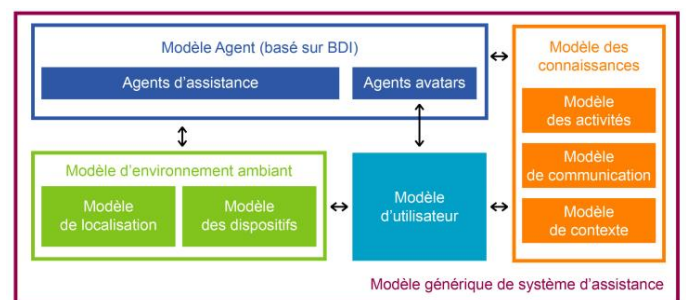 Modèle Agent (basé sur BDI)
Agents d'assistance
Agents avatars
Modèle des
connaissances
Modèle
des activités
Modèle
de communication
Modèle
de contexte
Modèle d'environnement ambiant
Modèle
de localisation
Modèle
des dispositifs
Modèle
d'utilisateur
Modèle générique de système d'assistance